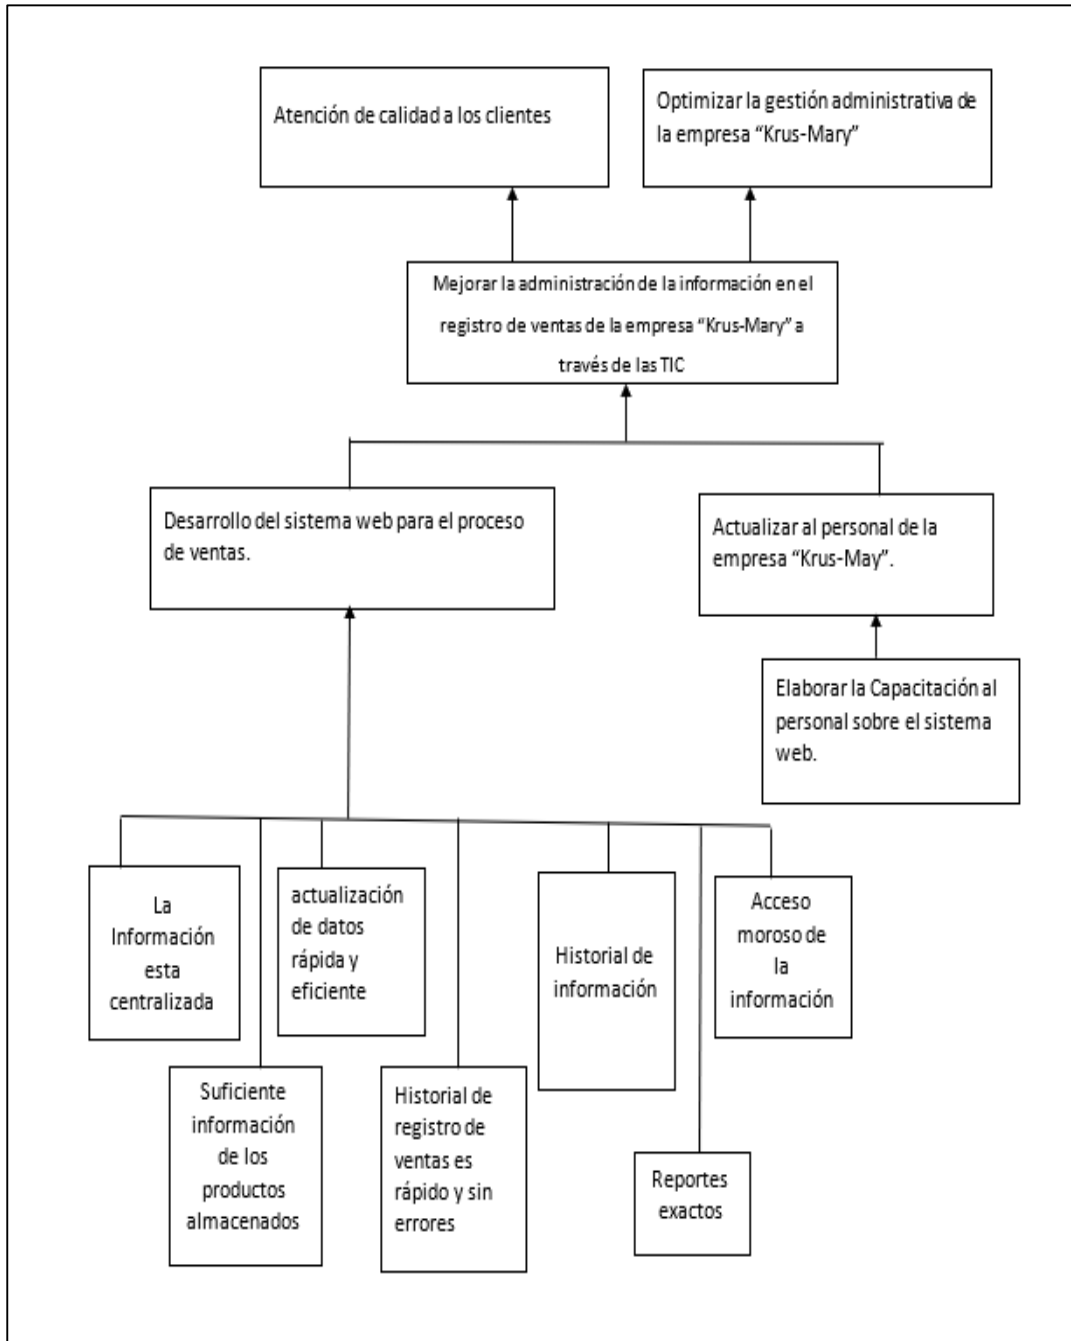 Atención de calidad a los clientes
Optimizar la gestión administrativa de
la empresa “Krus-Mary”
Mejorar la administración de la información en el
registro de ventas de la empresa “Krus-Mary” a
través de las TIC
Desarrollo del sistema web para el proceso
de ventas.
Actualizar al personal de la
empresa “Krus-May”.
Elaborar la Capacitación al
personal sobre el sistema
web.
La
Información
esta
centralizada
actualización
de datos
rápida y
eficiente
Historial de
información
Acceso
moroso de
la
información
Suficiente
información
de los
productos
almacenados
Historial de
registro de
ventas es
rápido y sin
errores
Reportes
exactos